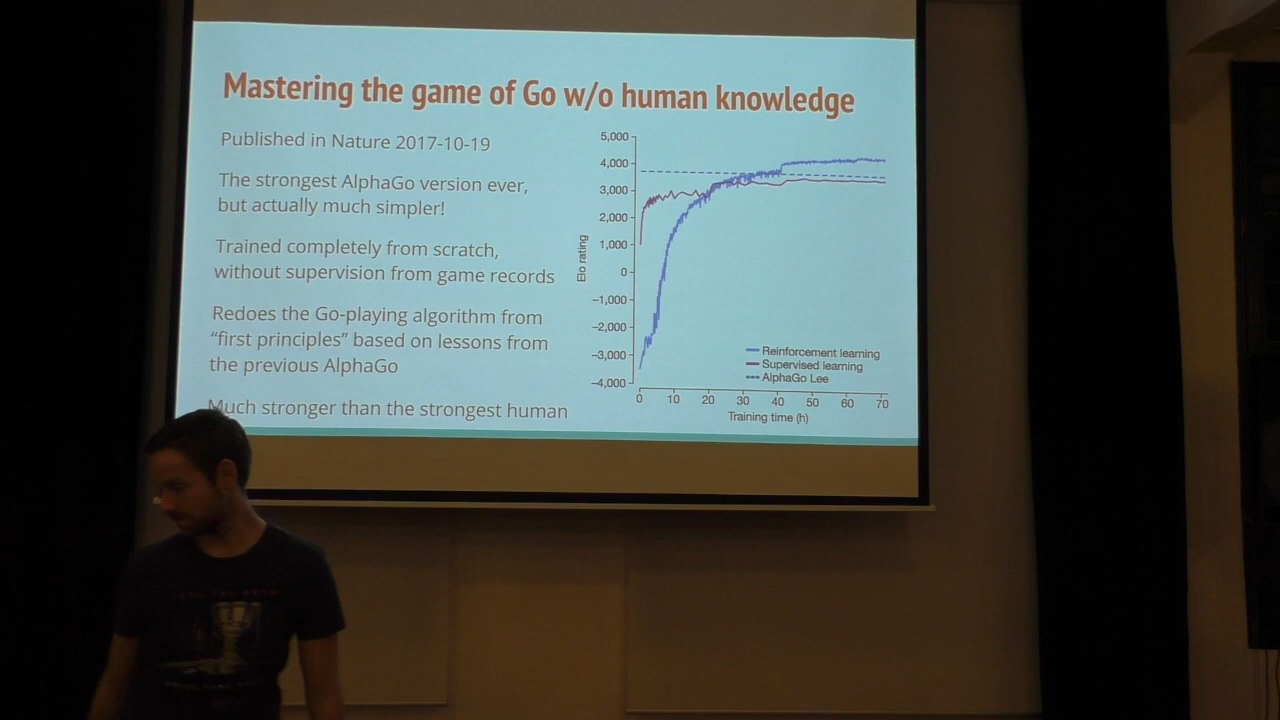 Mastering the game of Go w/o human knowledge
Published in Nature 2017-10-19
The strongest AlphaGo version ever,
but actually much simpler!
Trained completely from scratch,
without supervision from game records
Redoes the Go-playing algorithm from
“first principles” based on lessons from
the previous AlphaGo
Much stronger than the strongest human
5,000
4,000
3,000
2,000
1,000
0
–1,000
–2,000
–3,000
–4,000
Elo rating
Reinforcement learning
Supervised learning
AlphaGo Lee
0 10 20 30 40 50 60 70
Training time (h)